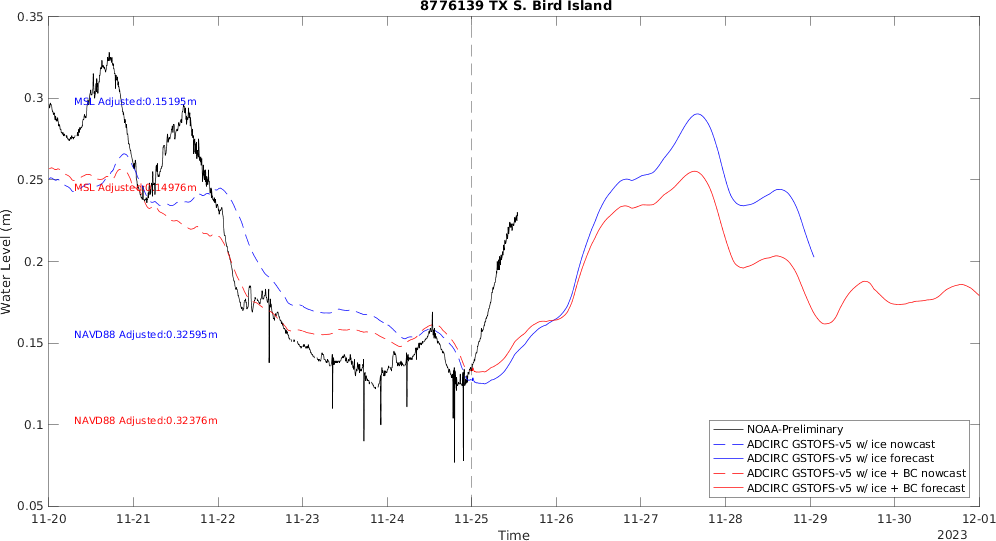 8776139 TX S. Bird Island
0.35
0.3
0.25
0.2
0.15
0.1
0.05
Water Level (m)
MSL Adjusted:0.15195m
MSL Adjusted:0.14976m
NAVD88 Adjusted:0.32595m
NAVD88 Adjusted:0.32376m
NOAA-Preliminary
ADCIRC GSTOFS-v5 w/ ice nowcast
ADCIRC GSTOFS-v5 w/ ice forecast
ADCIRC GSTOFS-v5 w/ ice + BC nowcast
ADCIRC GSTOFS-v5 w/ ice + BC forecast
11-20 11-21 11-22 11-23 11-24 11-25 11-26 11-27 11-28 11-29 11-30 12-01
Time
2023